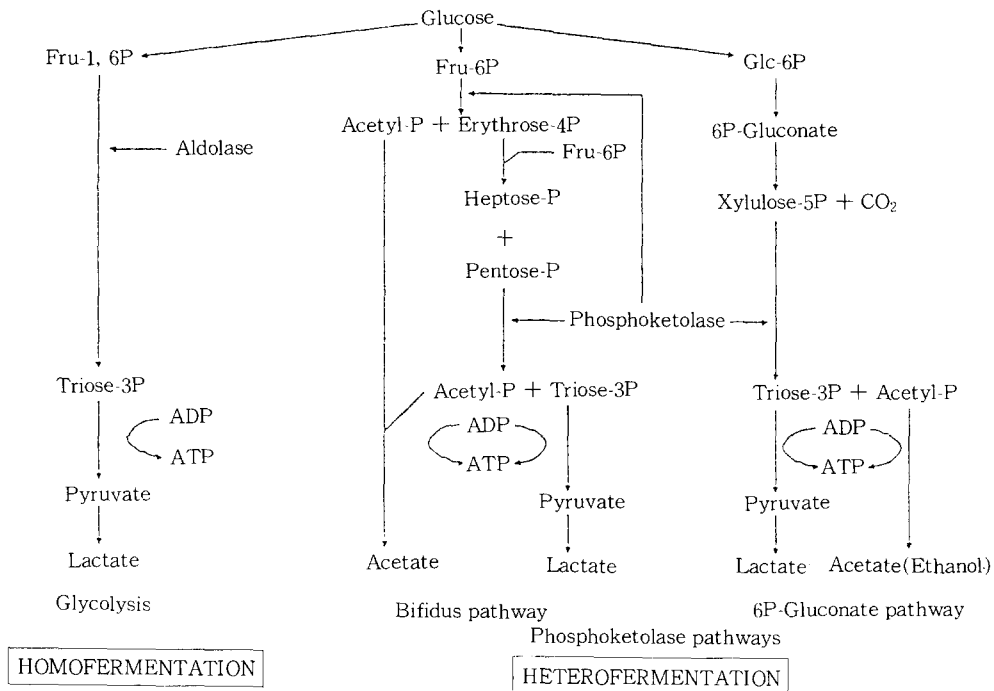 Glucose
Fru-1, 6P
Fru-6P
Glc-6P
Acetyl-P + Erythrose-4P
6P-Gluconate
Aldolase
Fru-6P
Heptose-P
Xylulose-5P + CO₂
+
Pentose-P
Phosphoketolase
Triose-3P
Acetyl-P + Triose-3P
Triose-3P + Acetyl-P
ADP
ATP
ADP
ATP
ADP
ATP
Pyruvate
Pyruvate
Pyruvate
Lactate
Acetate
Lactate
Lactate
Acetate(Ethanol)
Glycolysis
Bifidus pathway
6P-Gluconate pathway
Phosphoketolase pathways
HOMOFERMENTATION
HETEROFERMENTATION